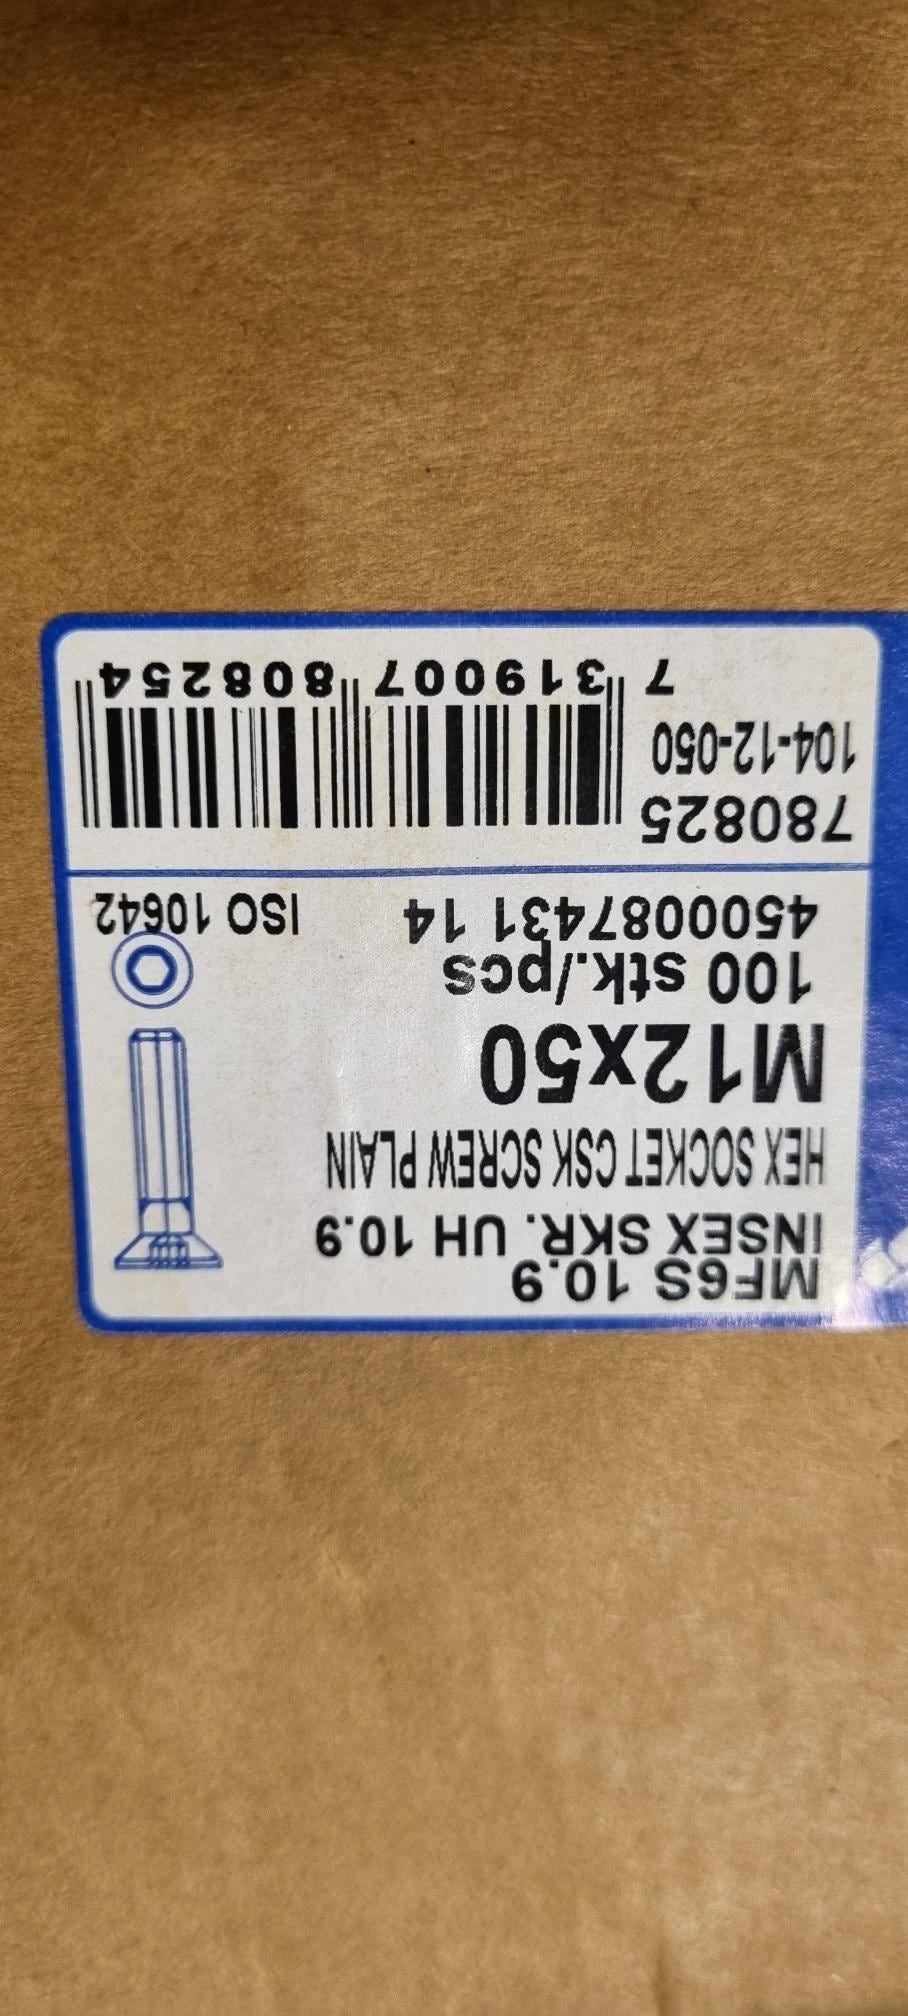 MF6S 10.9
INSEX SKR. UH 10.9
HEX SOCKET CSK SCREW PLAIN
M12x50
100 stk./pcs
4500087431 14
ISO 10642
780825
104-12-050
7 319007 808254